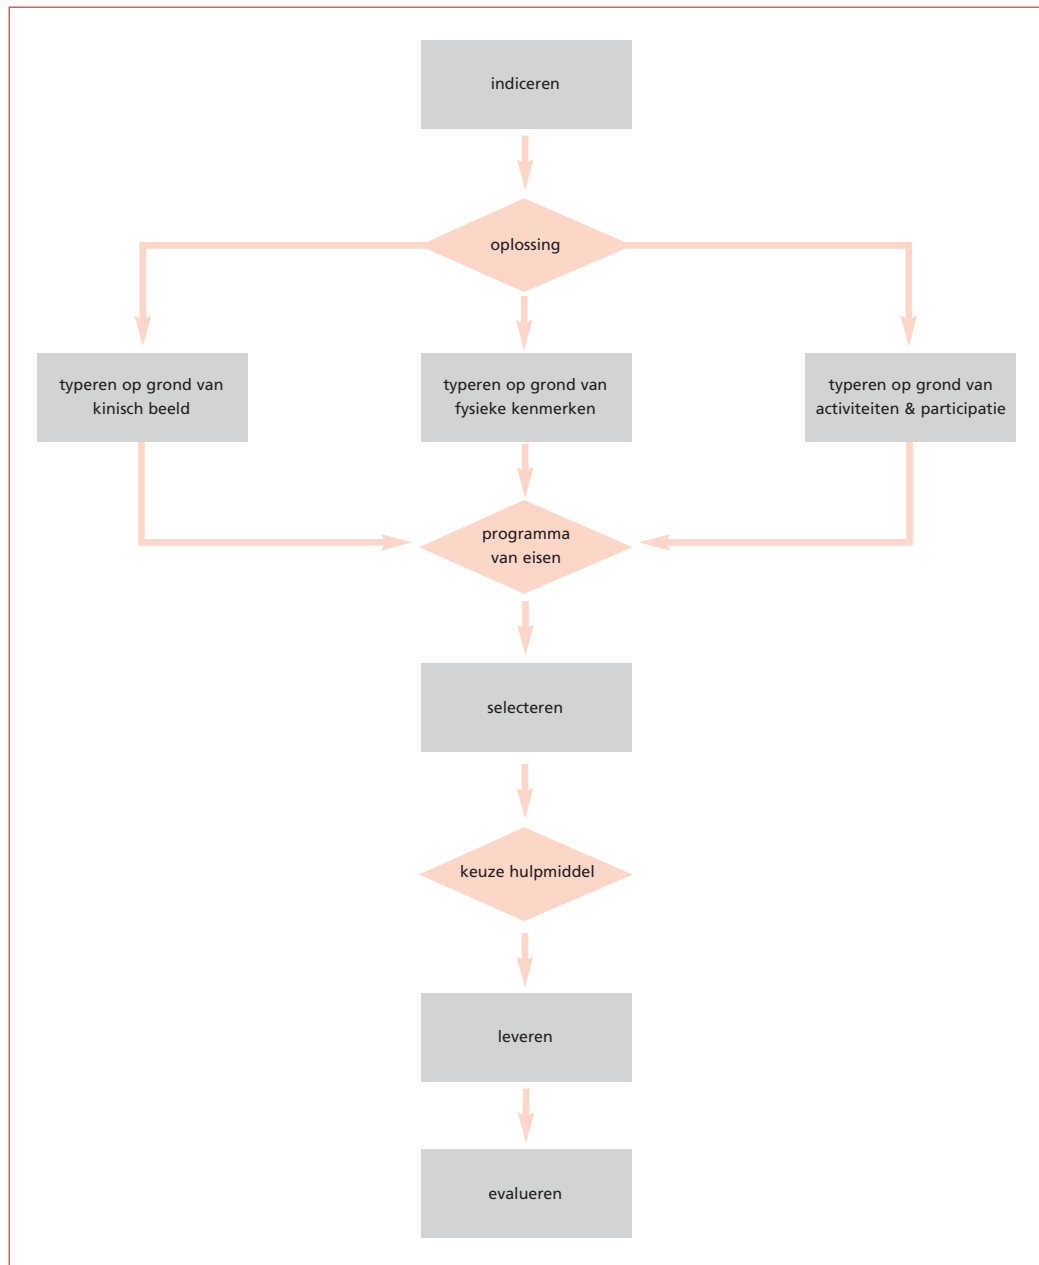 indiceren
oplossing
typeren op grond van
kinisch beeld
typeren op grond van
fysieke kenmerken
typeren op grond van
activiteiten & participatie
programma
van eisen
selecteren
keuze hulpmiddel
leveren
evalueren